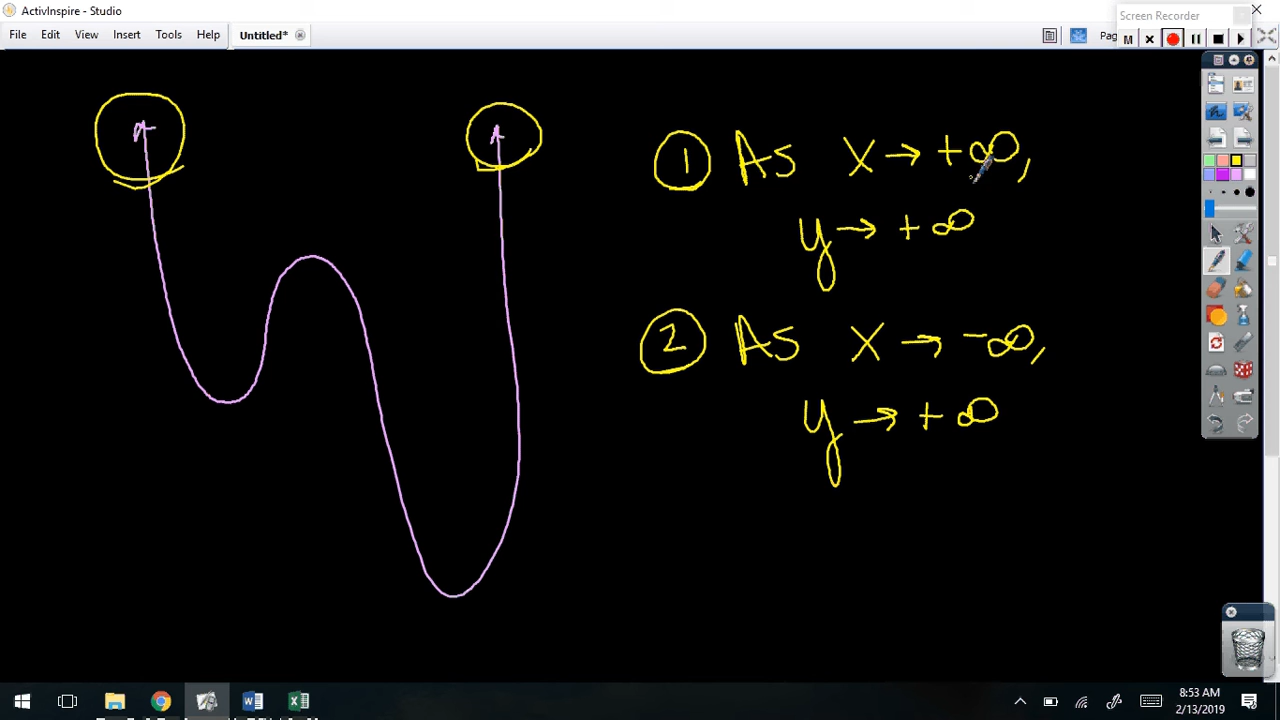 ActivInspire - Studio
Screen Recorder
File Edit View Insert Tools Help Untitled*
Pag
M
① As X → +∞,
y → +∞
② As X → -∞,
y → +∞
8:53 AM
2/13/2019